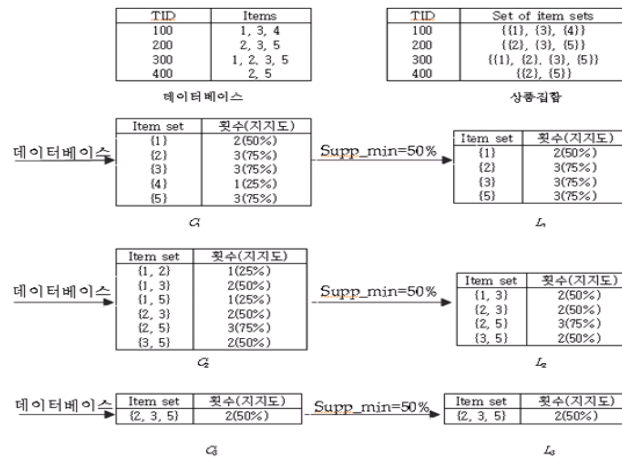 TID Items
100 1, 3, 4
200 2, 3, 5
300 1, 2, 3, 5
400 2, 5
데이터베이스
TID Set of item sets
100 {{1}, {3}, {4}}
200 {{2}, {3}, {5}}
300 {{1}, {2}, {3}, {5}}
400 {{2}, {5}}
상품집합
데이터베이스
Item set 횟수(지지도)
{1} 2(50%)
{2} 3(75%)
{3} 3(75%)
{4} 1(25%)
{5} 3(75%)
C₁
Supp_min=50%
Item set 횟수(지지도)
{1} 2(50%)
{2} 3(75%)
{3} 3(75%)
{5} 3(75%)
L₁
데이터베이스
Item set 횟수(지지도)
{1, 2} 1(25%)
{1, 3} 2(50%)
{1, 5} 1(25%)
{2, 3} 2(50%)
{2, 5} 3(75%)
{3, 5} 2(50%)
C₂
Supp_min=50%
Item set 횟수(지지도)
{1, 3} 2(50%)
{2, 3} 2(50%)
{2, 5} 3(75%)
{3, 5} 2(50%)
L₂
데이터베이스
Item set 횟수(지지도)
{2, 3, 5} 2(50%)
C₃
Supp_min=50%
Item set 횟수(지지도)
{2, 3, 5} 2(50%)
L₃